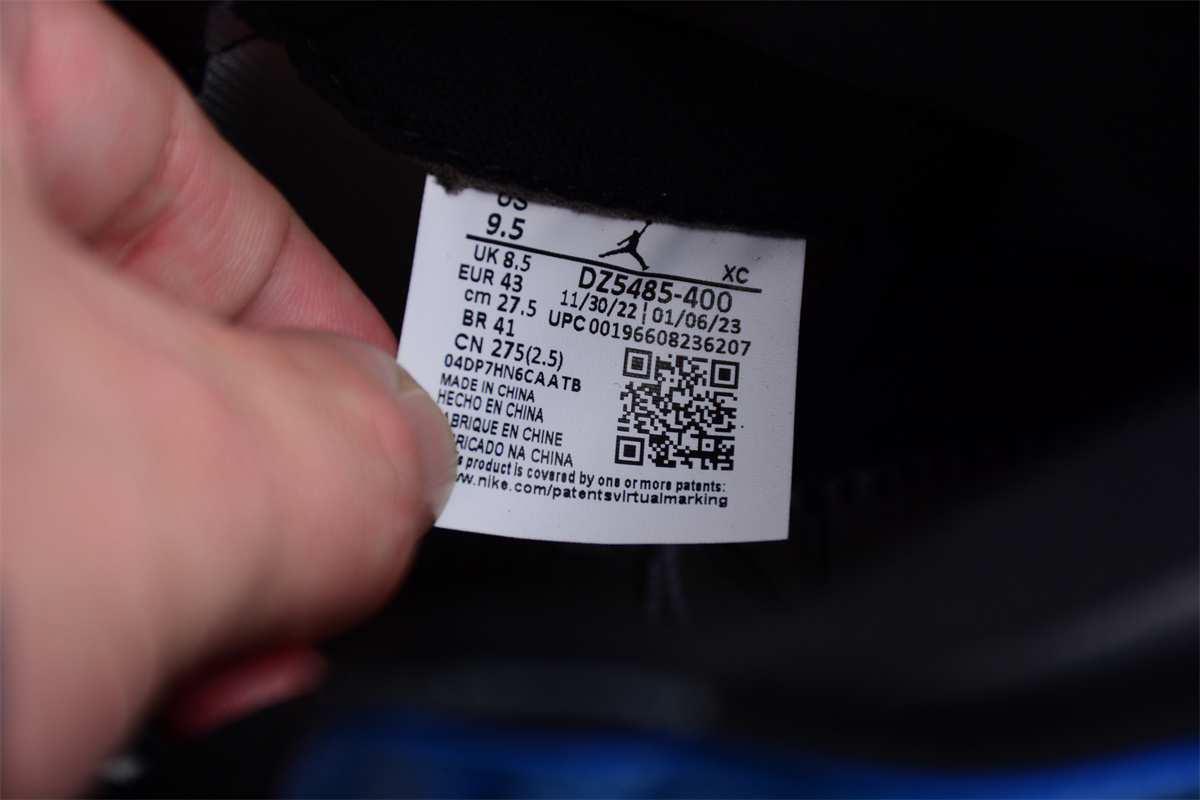 US
9.5
XC
UK 8.5
EUR 43
cm 27.5
BR 41
CN 275(2.5)
DZ5485-400
11/30/22 | 01/06/23
UPC 00196608236207
04DP7HN6CAATB
MADE IN CHINA
HECHO EN CHINA
ABRIQUE EN CHINE
RICADO NA CHINA
s product is covered by one or more patents:
w.nike.com/patentsvirtualmarking